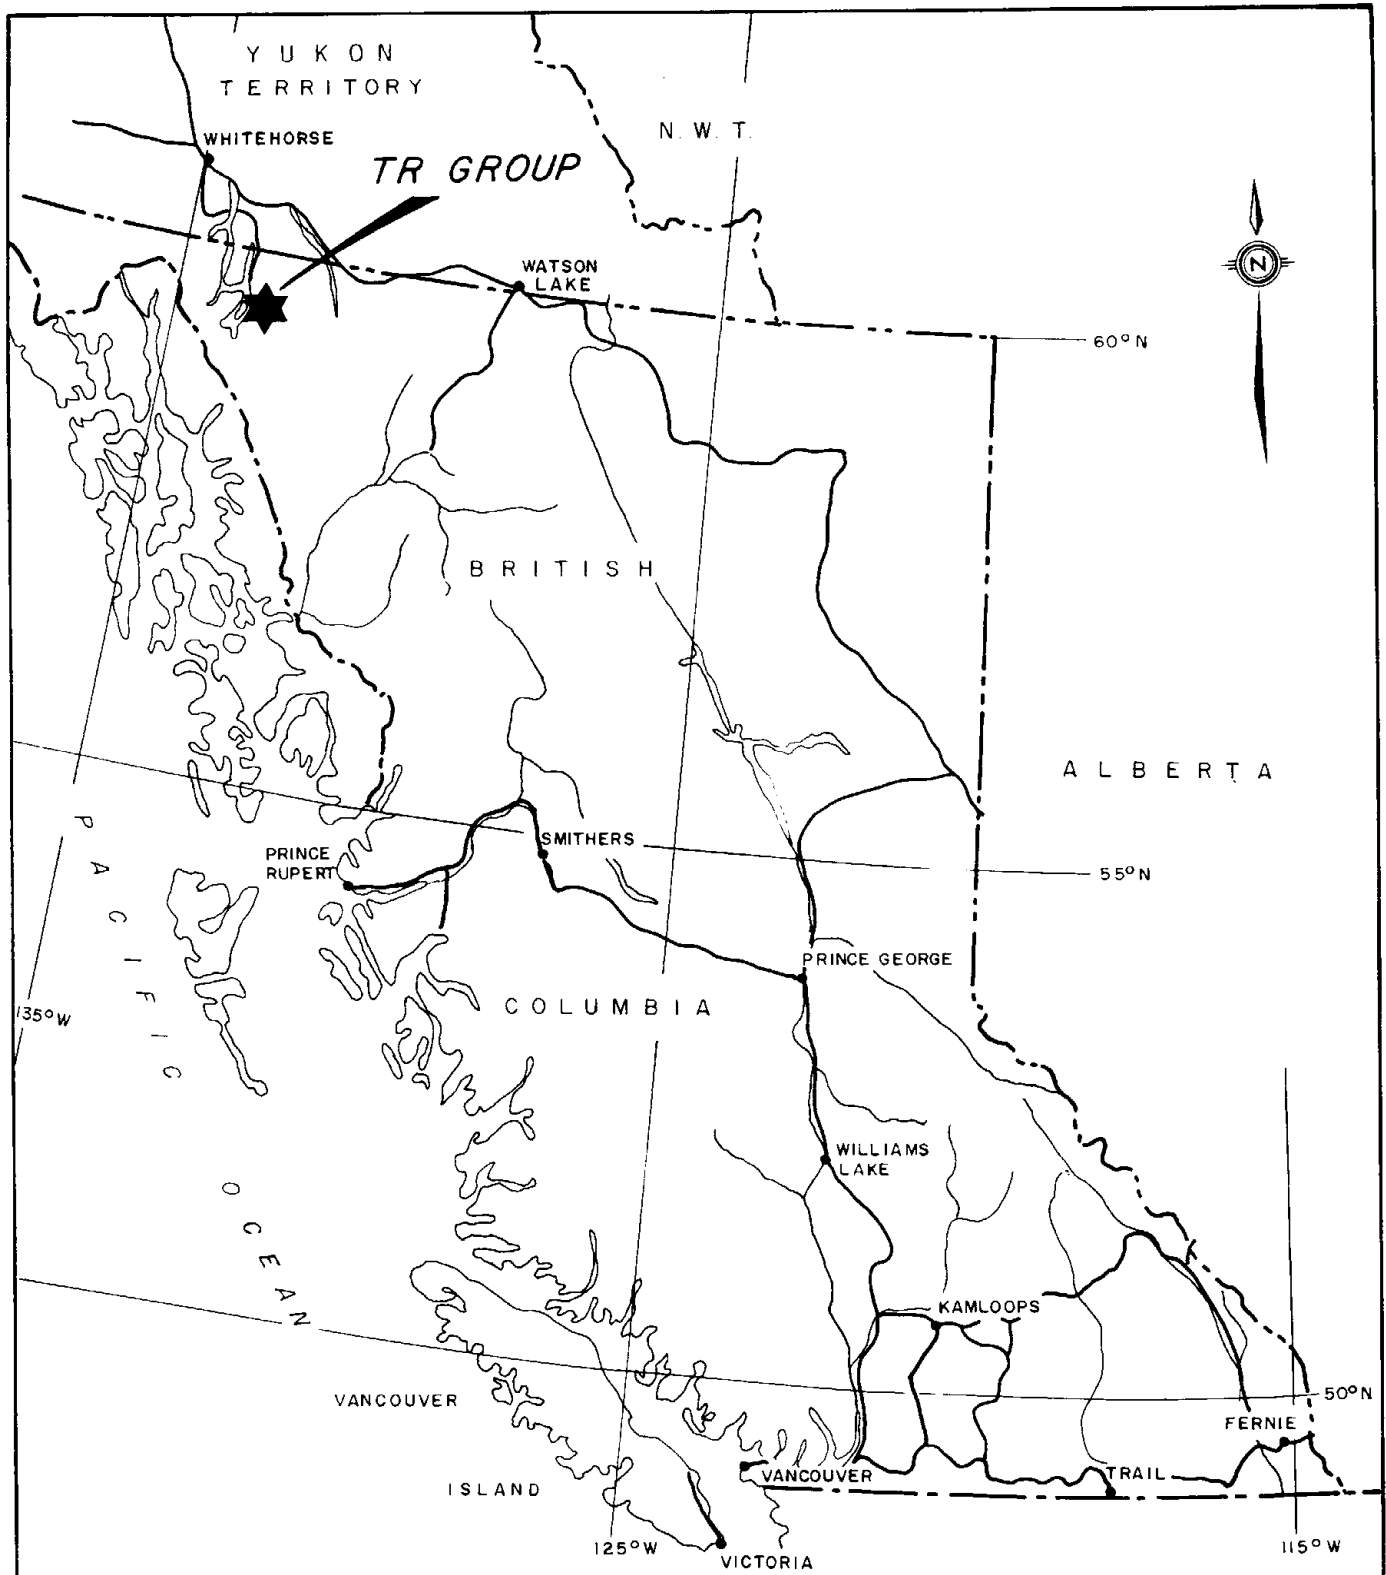 YUKON
TERRITORY
N. W. T.
WHITEHORSE
TR GROUP
N
WATSON
LAKE
60°N
BRITISH
ALBERTA
PACIFIC
SMITHERS
PRINCE
RUPERT
55°N
PRINCE GEORGE
COLUMBIA
135°W
WILLIAMS
LAKE
OCEAN
KAMLOOPS
50°N
VANCOUVER
FERNIE
VANCOUVER
TRAIL
ISLAND
125°W
115°W
VICTORIA